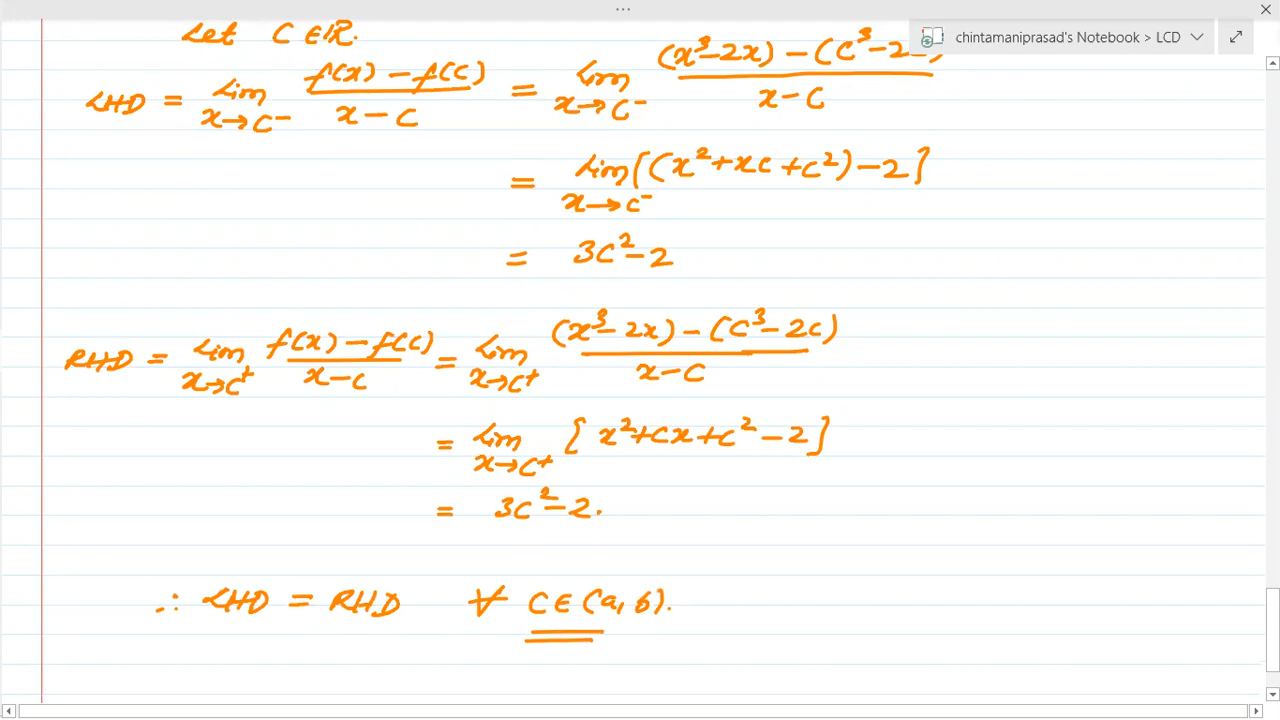 chintamaniprasad's Notebook > LCD
Let C ∈ ℝ.
LHD = Lim x→C⁻ (f(x) - f(C))/(x - C) = Lim x→C⁻ ((x³-2x) - (C³-2
x - C
= Lim x→C⁻ [(x² + xC + C²) - 2]
= 3C² - 2
RHD = Lim x→C⁺ (f(x) - f(C))/(x - C) = Lim x→C⁺ ((x³ - 2x) - (C³ - 2C))/(x - C)
= Lim x→C⁺ [x² + Cx + C² - 2]
= 3C² - 2.
∴ LHD = RHD ∀ C ∈ (a, b).